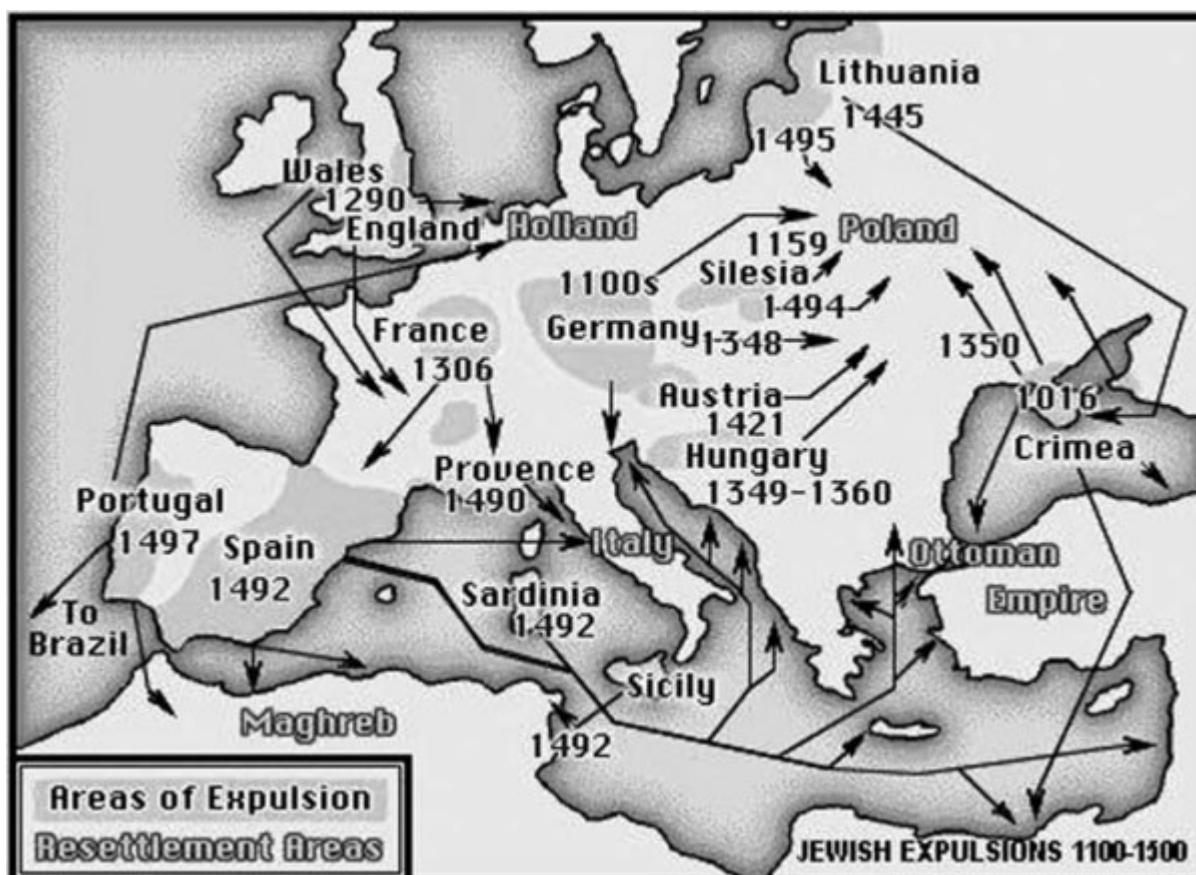 Lithuania
1445
1495
Wales
1290
England
Holland
1159
Poland
1100s
Silesia
1494
France
1306
Germany
1348
1350
Austria
1421
1016
Crimea
Hungary
1349-1360
Provence
1490
Portugal
1497
Spain
1492
Italy
Ottoman
Empire
Sardinia
1492
To
Brazil
Sicily
1492
Maghreb
Areas of Expulsion
Resettlement Areas
JEWISH EXPULSIONS 1100-1500